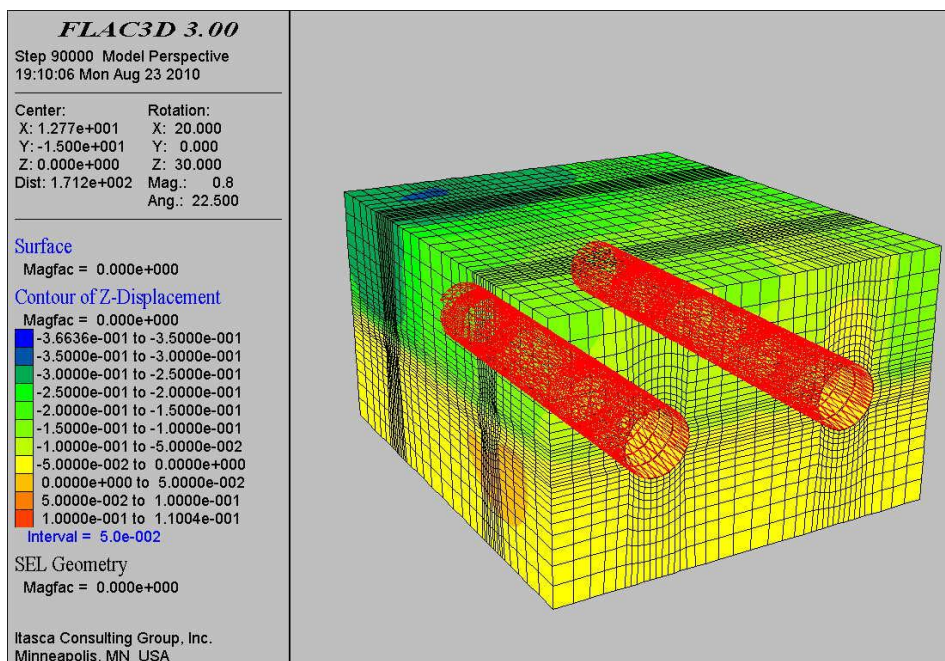 FLAC3D 3.00
Step 90000 Model Perspective
19:10:06 Mon Aug 23 2010
Center:
X: 1.277e+001
Y: -1.500e+001
Z: 0.000e+000
Dist: 1.712e+002
Rotation:
X: 20.000
Y: 0.000
Z: 30.000
Mag.: 0.8
Ang.: 22.500
Surface
Magfac = 0.000e+000
Contour of Z-Displacement
Magfac = 0.000e+000
-3.6636e-001 to -3.5000e-001
-3.5000e-001 to -3.0000e-001
-3.0000e-001 to -2.5000e-001
-2.5000e-001 to -2.0000e-001
-2.0000e-001 to -1.5000e-001
-1.5000e-001 to -1.0000e-001
-1.0000e-001 to -5.0000e-002
-5.0000e-002 to 0.0000e+000
0.0000e+000 to 5.0000e-002
5.0000e-002 to 1.0000e-001
1.0000e-001 to 1.1004e-001
Interval = 5.0e-002
SEL Geometry
Magfac = 0.000e+000
Itasca Consulting Group, Inc.
Minneapolis, MN USA